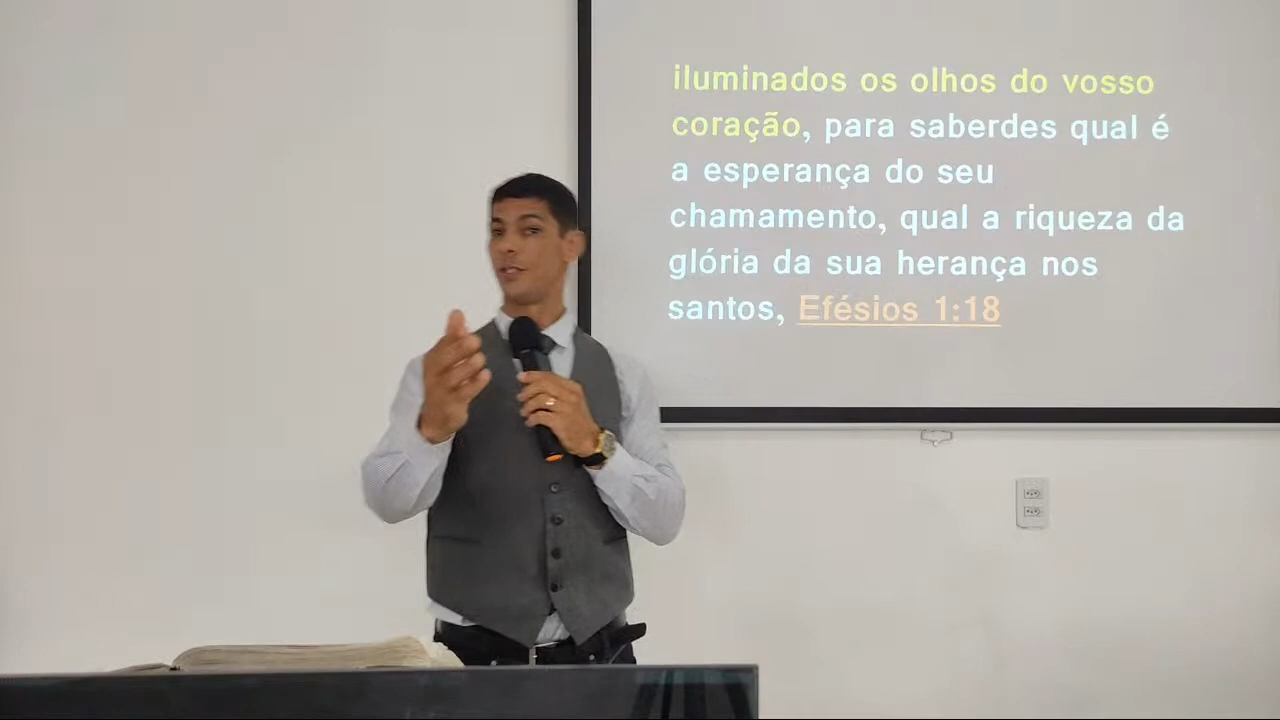 iluminados os olhos do vosso
coração, para saberdes qual é
a esperança do seu
chamamento, qual a riqueza da
glória da sua herança nos
santos, Efésios 1:18